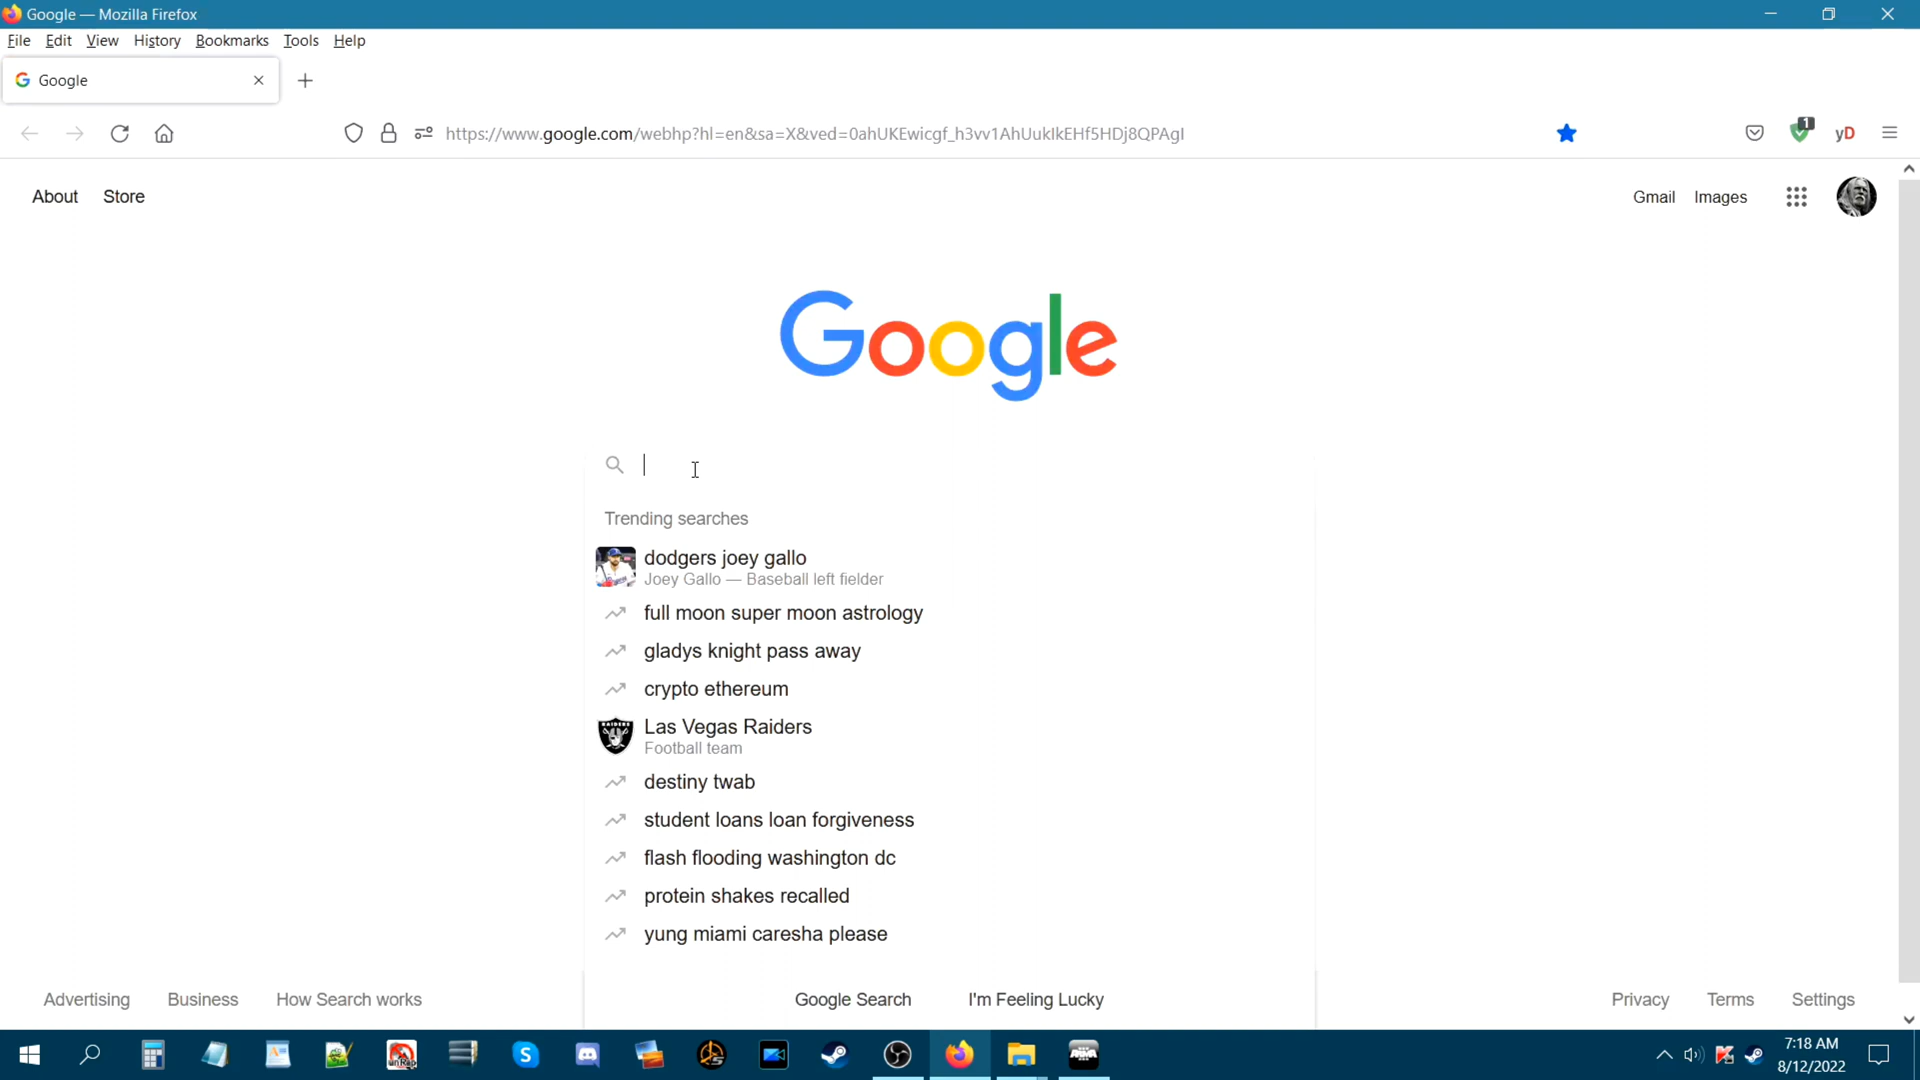 Google — Mozilla Firefox
File Edit View History Bookmarks Tools Help
Google
https://www.google.com/webhp?hl=en&sa=X&ved=0ahUKEwicgf_h3vv1AhUukIkEHf5HDj8QPAgI
1
yD
About Store
Gmail Images
Google
Trending searches
dodgers joey gallo
Joey Gallo — Baseball left fielder
full moon super moon astrology
gladys knight pass away
crypto ethereum
RAIDERS
Las Vegas Raiders
Football team
destiny twab
student loans loan forgiveness
flash flooding washington dc
protein shakes recalled
yung miami caresha please
Advertising Business How Search works
Google Search I'm Feeling Lucky
Privacy Terms Settings
ARMA
7:18 AM
8/12/2022